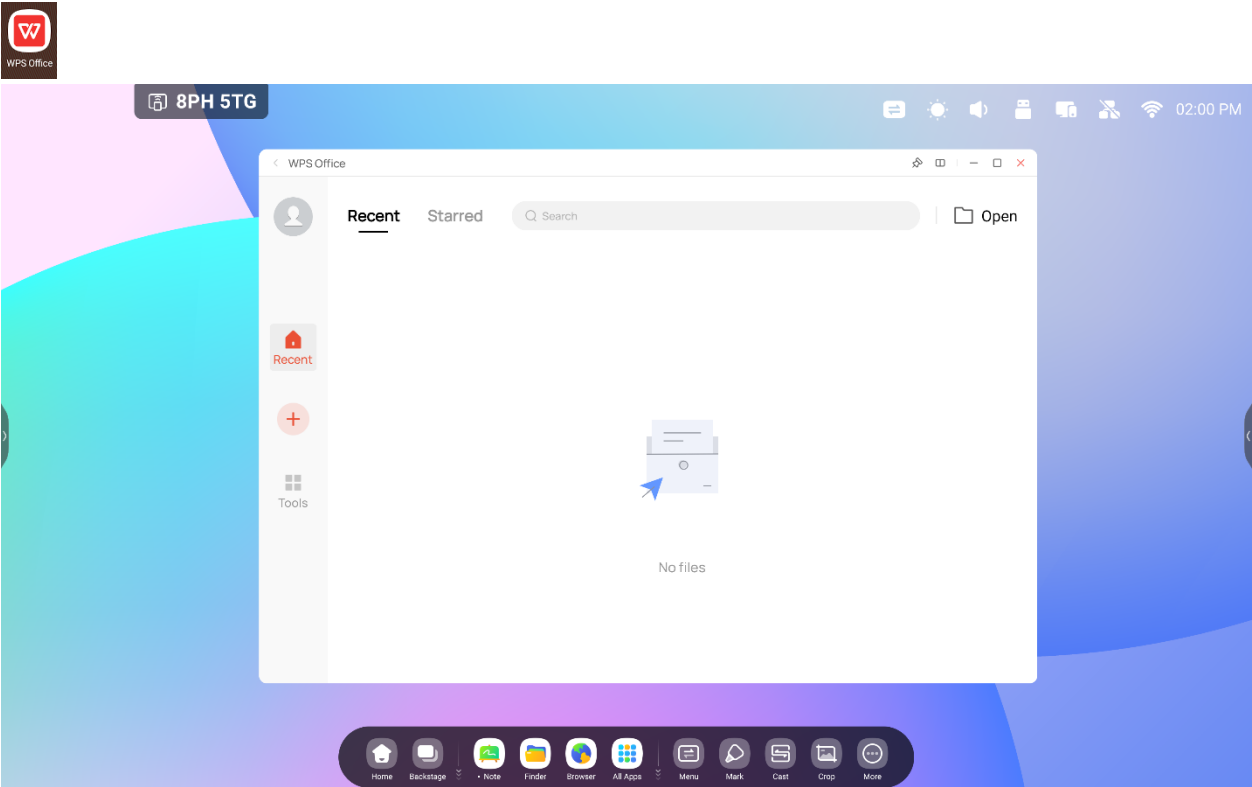 WPS Office
8PH 5TG
02:00 PM
WPS Office
Recent Starred Search Open
Recent
Tools
No files
Home Backstage • Note Finder Browser All Apps Menu Mark Cast Crop More